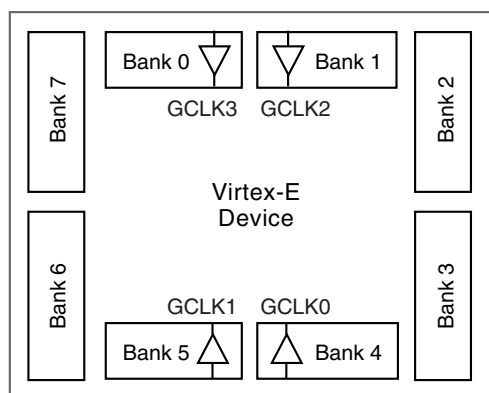 Bank 7
Bank 0
Bank 1
Bank 2
GCLK3
GCLK2
Virtex-E
Device
Bank 6
Bank 3
GCLK1
GCLK0
Bank 5
Bank 4